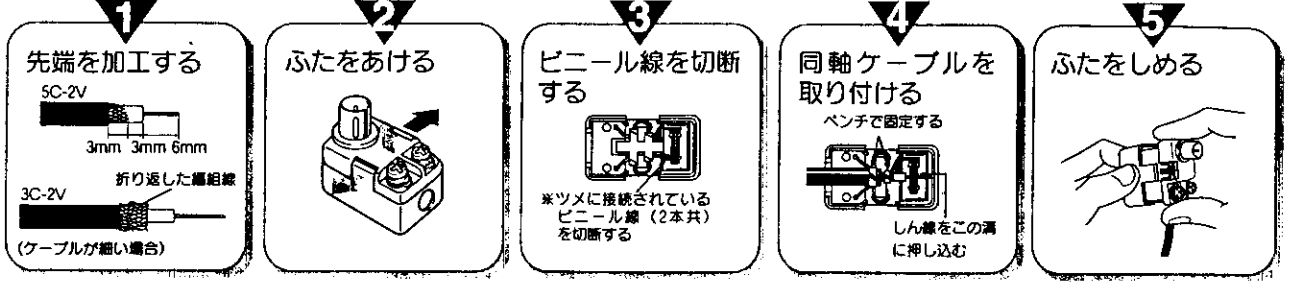 1
先端を加工する
5C-2V
3mm 3mm 6mm
折り返した編組線
3C-2V
(ケーブルが細い場合)
2
ふたをあける
3
ビニール線を切断
する
※ツメに接続されている
ビニール線(2本共)
を切断する
4
同軸ケーブルを
取り付ける
ペンチで固定する
しん線をこの溝
に押し込む
5
ふたをしめる